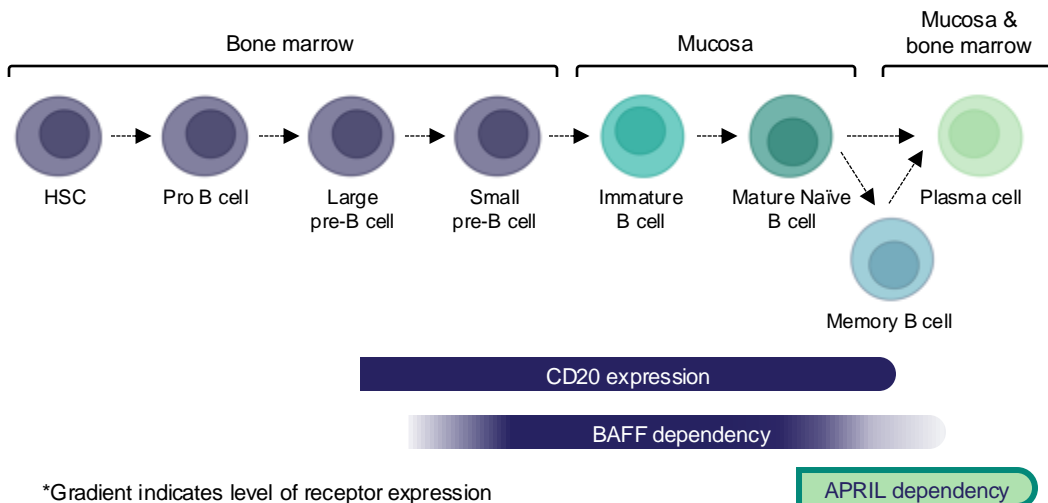 Bone marrow
Mucosa
Mucosa &
bone marrow
HSC
Pro B cell
Large
pre-B cell
Small
pre-B cell
Immature
B cell
Mature Naïve
B cell
Plasma cell
Memory B cell
CD20 expression
BAFF dependency
APRIL dependency
*Gradient indicates level of receptor expression